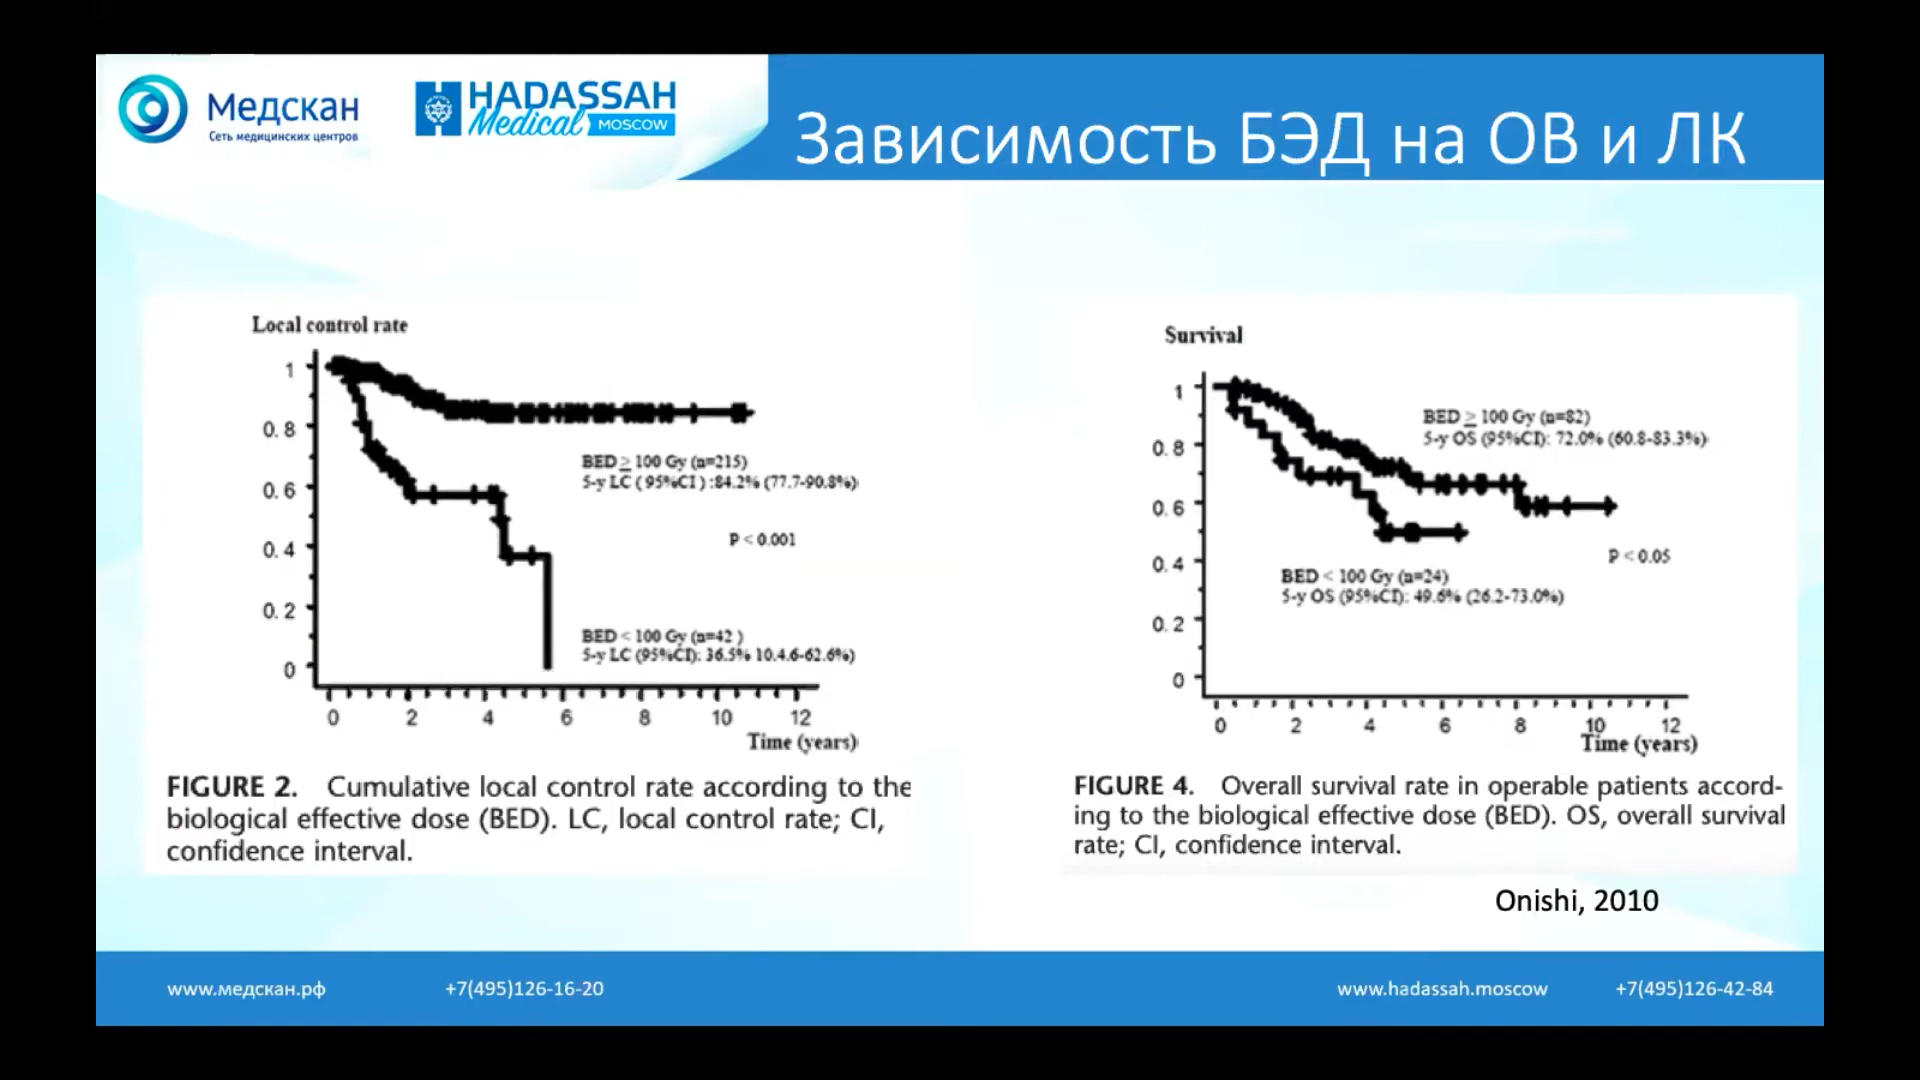 Медскан
Сеть медицинских центров
HADASSAH
Medical MOSCOW
Зависимость БЭД на ОВ и ЛК
Local control rate
1
0.8
0.6
0.4
0.2
0
BED ≥ 100 Gy (n=215)
5-y LC ( 95%CI ) :84.2% (77.7-90.8%)
P < 0.001
BED < 100 Gy (n=42 )
5-y LC (95%CI): 36.5% 10.4.6-62.6%)
0 2 4 6 8 10 12
Time (years)
FIGURE 2. Cumulative local control rate according to the
biological effective dose (BED). LC, local control rate; CI,
confidence interval.
Survival
1
0.8
0.6
0.4
0.2
0
BED ≥ 100 Gy (n=82)
5-y OS (95%CI): 72.0% (60.8-83.3%)
P < 0.05
BED < 100 Gy (n=24)
5-y OS (95%CI): 49.6% (26.2-73.0%)
0 2 4 6 8 10 12
Time (years)
FIGURE 4. Overall survival rate in operable patients accord-
ing to the biological effective dose (BED). OS, overall survival
rate; CI, confidence interval.
Onishi, 2010
www.медскан.рф +7(495)126-16-20 www.hadassah.moscow +7(495)126-42-84